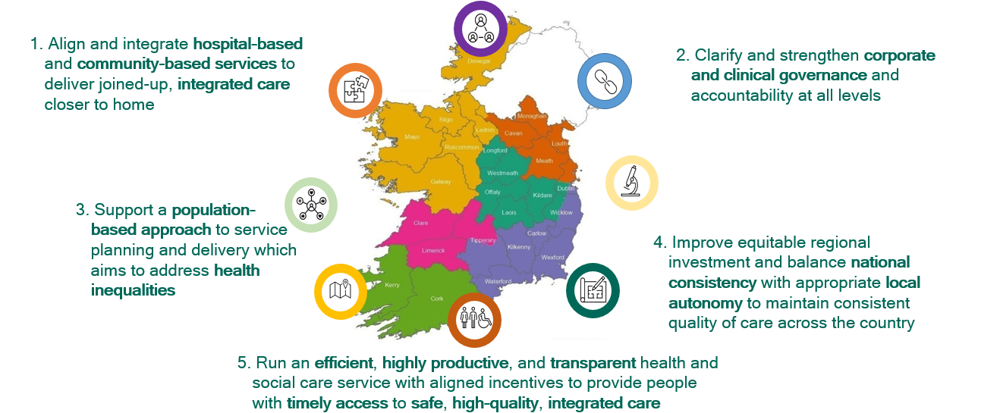 1. Align and integrate hospital-based
and community-based services to
deliver joined-up, integrated care
closer to home
2. Clarify and strengthen corporate
and clinical governance and
accountability at all levels
3. Support a population-
based approach to service
planning and delivery which
aims to address health
inequalities
4. Improve equitable regional
investment and balance national
consistency with appropriate local
autonomy to maintain consistent
quality of care across the country
5. Run an efficient, highly productive, and transparent health and
social care service with aligned incentives to provide people
with timely access to safe, high-quality, integrated care
Donegal
Monaghan
Sligo
Leitrim
Cavan
Mayo
Louth
Roscommon
Longford
Meath
Westmeath
Galway
Dublin
Offaly
Kildare
Laois
Wicklow
Clare
Carlow
Tipperary
Kilkenny
Limerick
Wexford
Waterford
Kerry
Cork